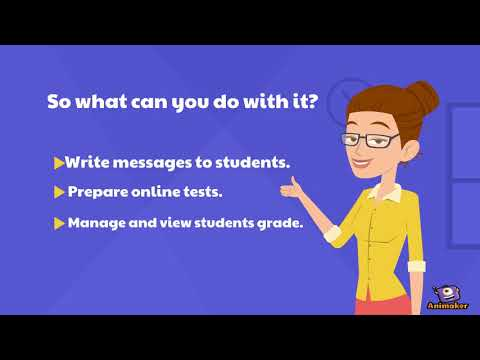 So what can you do with it?
Write messages to students.
Prepare online tests.
Manage and view students grade.
Animaker